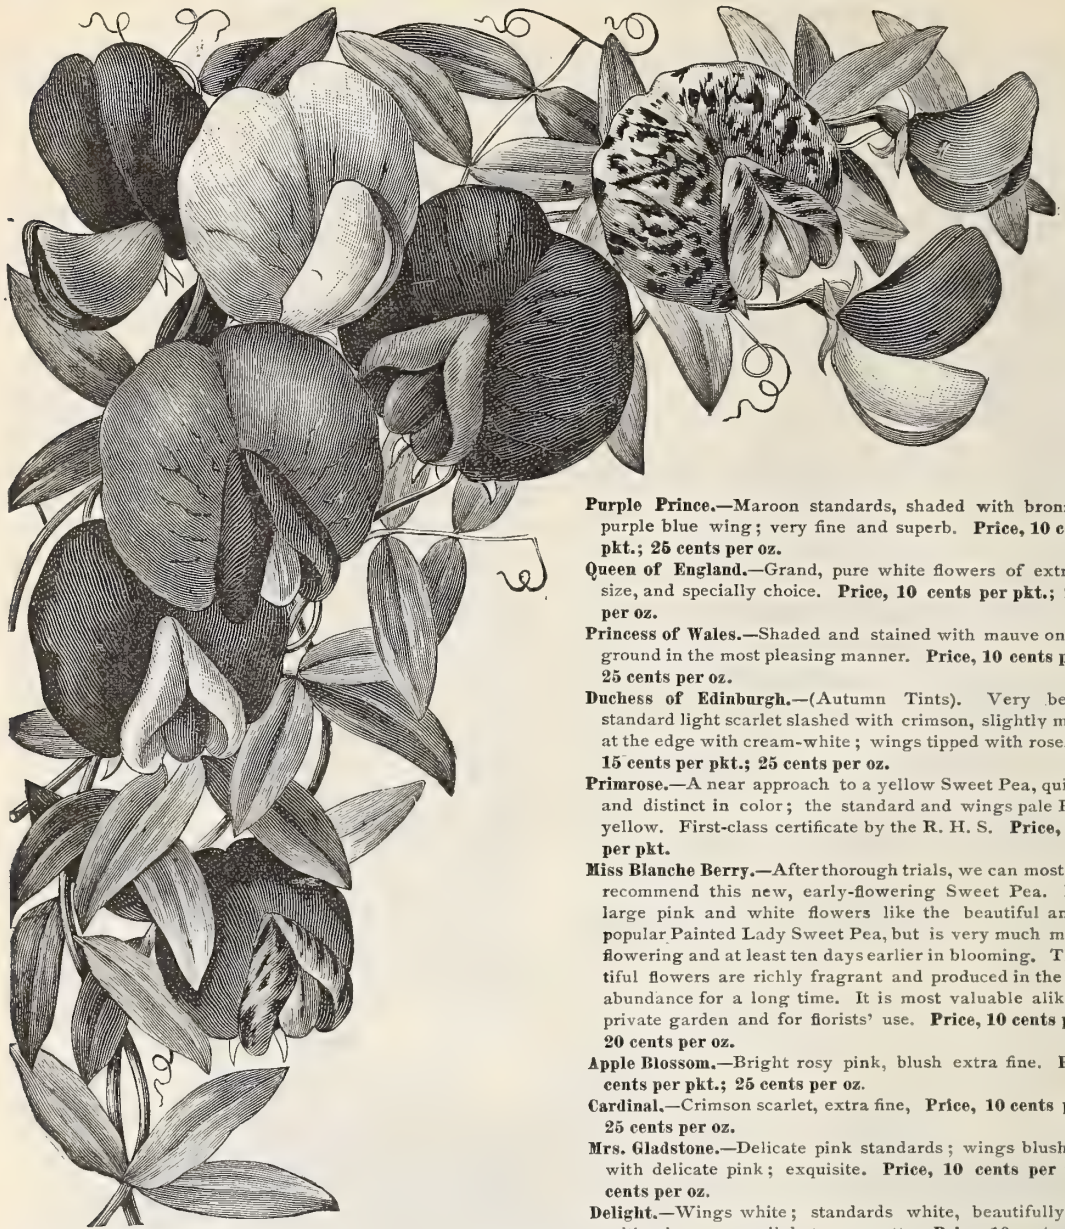 Purple Prince.—Maroon standards, shaded with
purple blue wing; very fine and superb. Price, 10
pkt.; 25 cents per oz.
Queen of England.—Grand, pure white flowers of
size, and specially choice. Price, 10 cents per pkt.;
per oz.
Princess of Wales.—Shaded and stained with mauve on
ground in the most pleasing manner. Price, 10 cents
25 cents per oz.
Duchess of Edinburgh.—(Autumn Tints). Very
standard light scarlet slashed with crimson, slightly
at the edge with cream-white; wings tipped with rose.
15 cents per pkt.; 25 cents per oz.
Primrose.—A near approach to a yellow Sweet Pea,
and distinct in color; the standard and wings pale
yellow. First-class certificate by the R. H. S. Price,
per pkt.
Miss Blanche Berry.—After thorough trials, we can most
recommend this new, early-flowering Sweet Pea.
large pink and white flowers like the beautiful
popular Painted Lady Sweet Pea, but is very much
flowering and at least ten days earlier in blooming.
tiful flowers are richly fragrant and produced in the
abundance for a long time. It is most valuable
private garden and for florists' use. Price, 10 cents
20 cents per oz.
Apple Blossom.—Bright rosy pink, blush extra fine.
cents per pkt.; 25 cents per oz.
Cardinal.—Crimson scarlet, extra fine, Price, 10 cents
25 cents per oz.
Mrs. Gladstone.—Delicate pink standards; wings blush
with delicate pink; exquisite. Price, 10 cents per
cents per oz.
Delight.—Wings white; standards white, beautifully